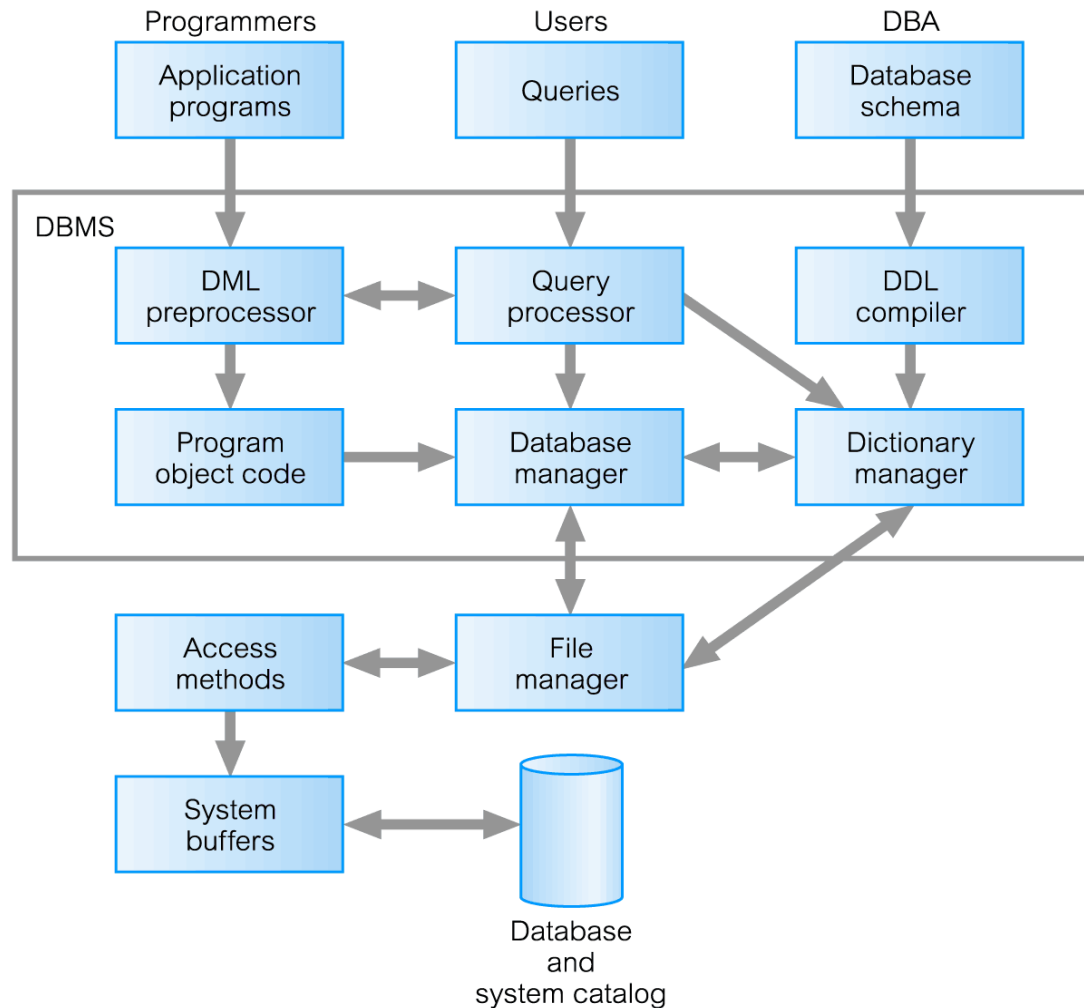 Programmers
Users
DBA
Application
programs
Queries
Database
schema
DBMS
DML
preprocessor
Query
processor
DDL
compiler
Program
object code
Database
manager
Dictionary
manager
Access
methods
File
manager
System
buffers
Database
and
system catalog